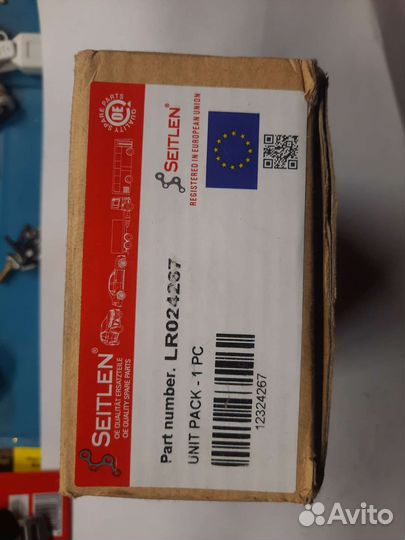 SEITLEN®
OE QUALITÄT ERSATZTEILE
OE QUALITY SPARE PARTS
QUALITY SPARE PARTS
OE
SEITLEN®
REGISTERED IN EUROPEAN UNION
Part number. LR024267
UNIT PACK - 1 PC
12324267
Avito